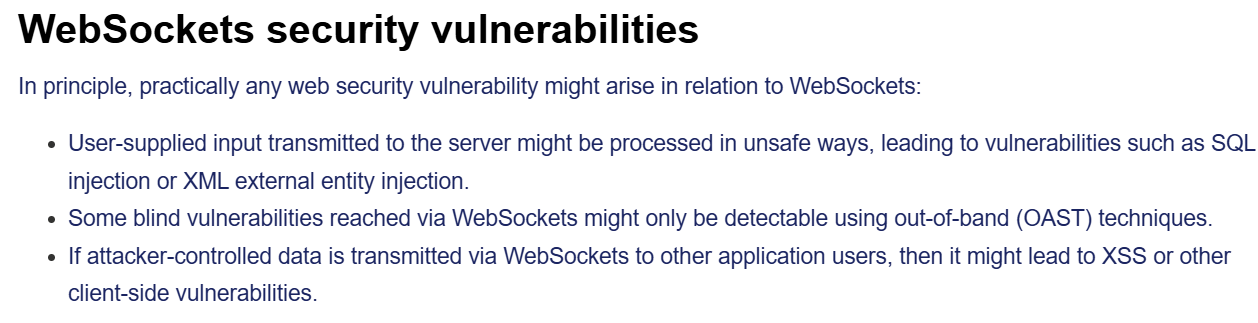 WebSockets security vulnerabilities
In principle, practically any web security vulnerability might arise in relation to WebSockets:
User-supplied input transmitted to the server might be processed in unsafe ways, leading to vulnerabilities such as SQL
injection or XML external entity injection.
Some blind vulnerabilities reached via WebSockets might only be detectable using out-of-band (OAST) techniques.
If attacker-controlled data is transmitted via WebSockets to other application users, then it might lead to XSS or other
client-side vulnerabilities.